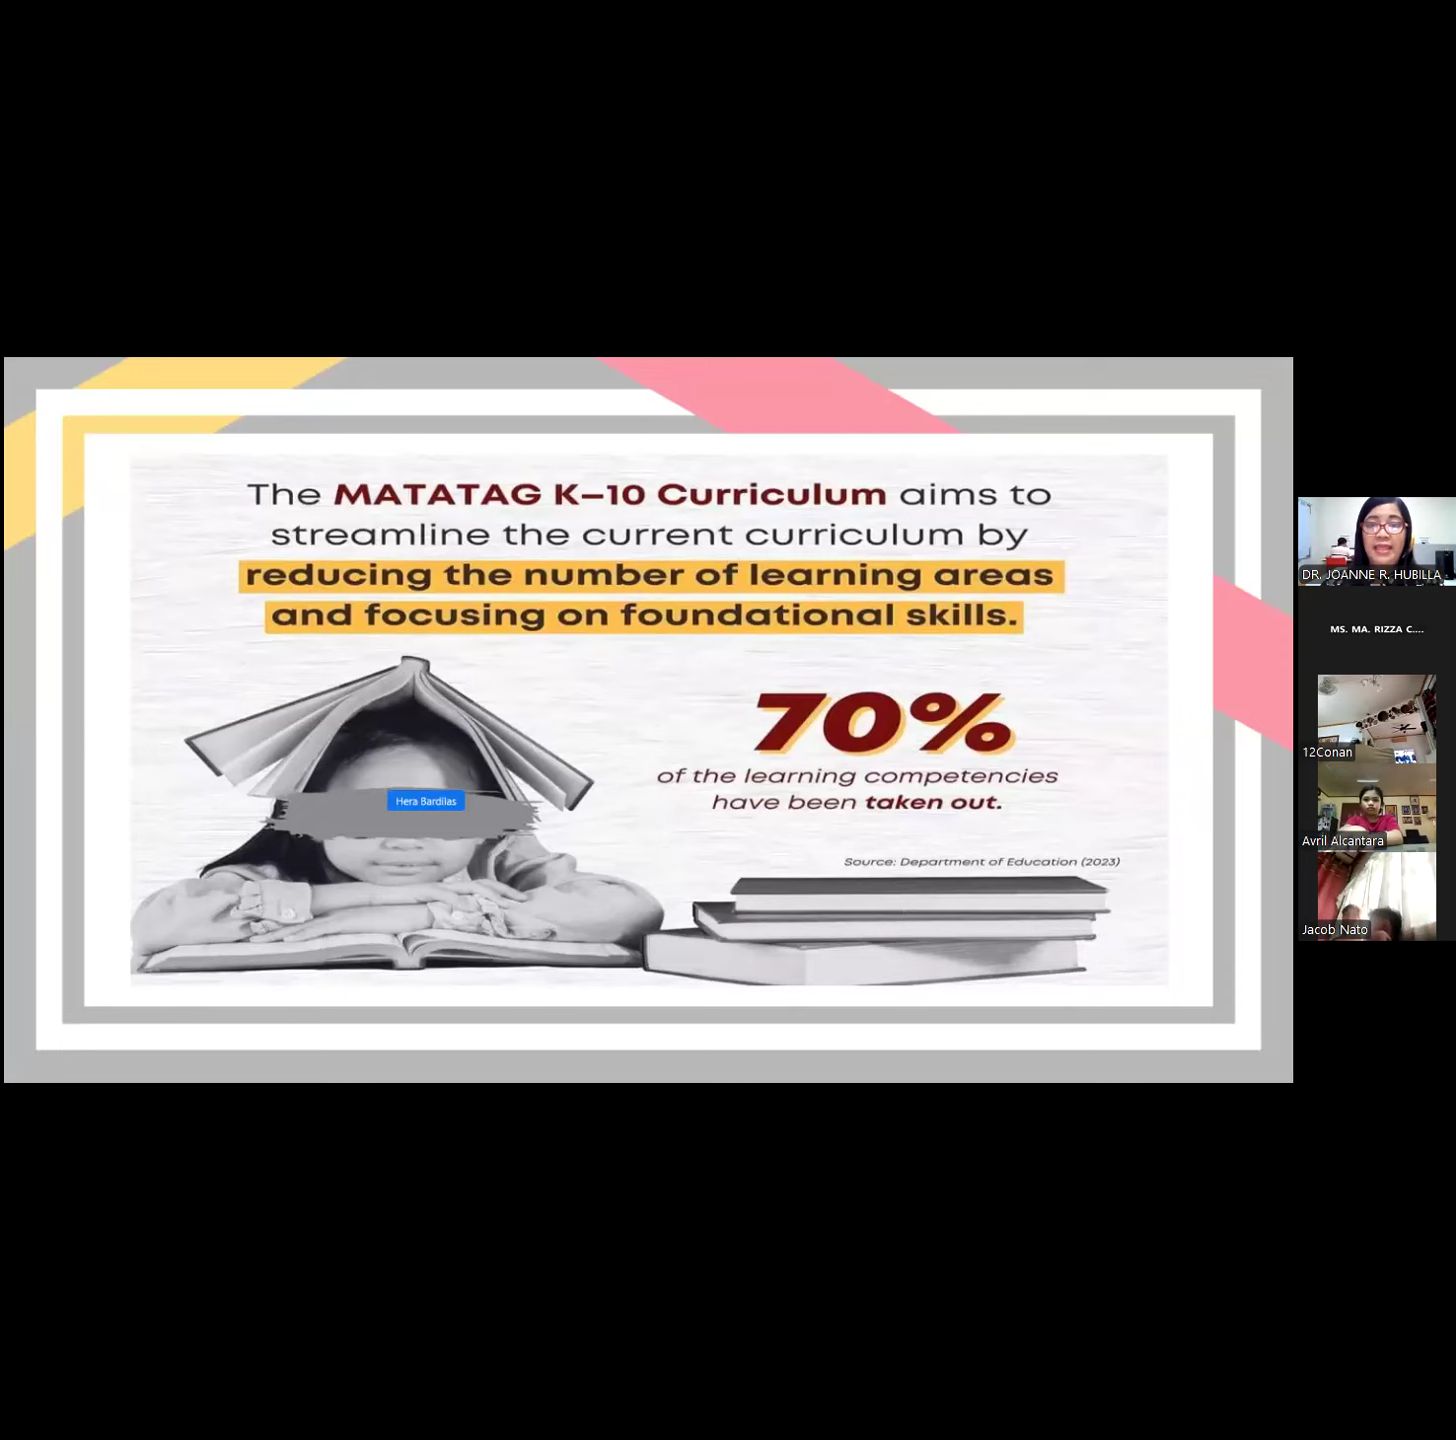 The MATATAG K–10 Curriculum aims to
streamline the current curriculum by
reducing the number of learning areas
and focusing on foundational skills.
70%
of the learning competencies
have been taken out.
Hera Bardilas
Source: Department of Education (2023)
DR. JOANNE R. HUBILLA
MS. MA. RIZZA C....
12Conan
Avril Alcantara
Jacob Nato